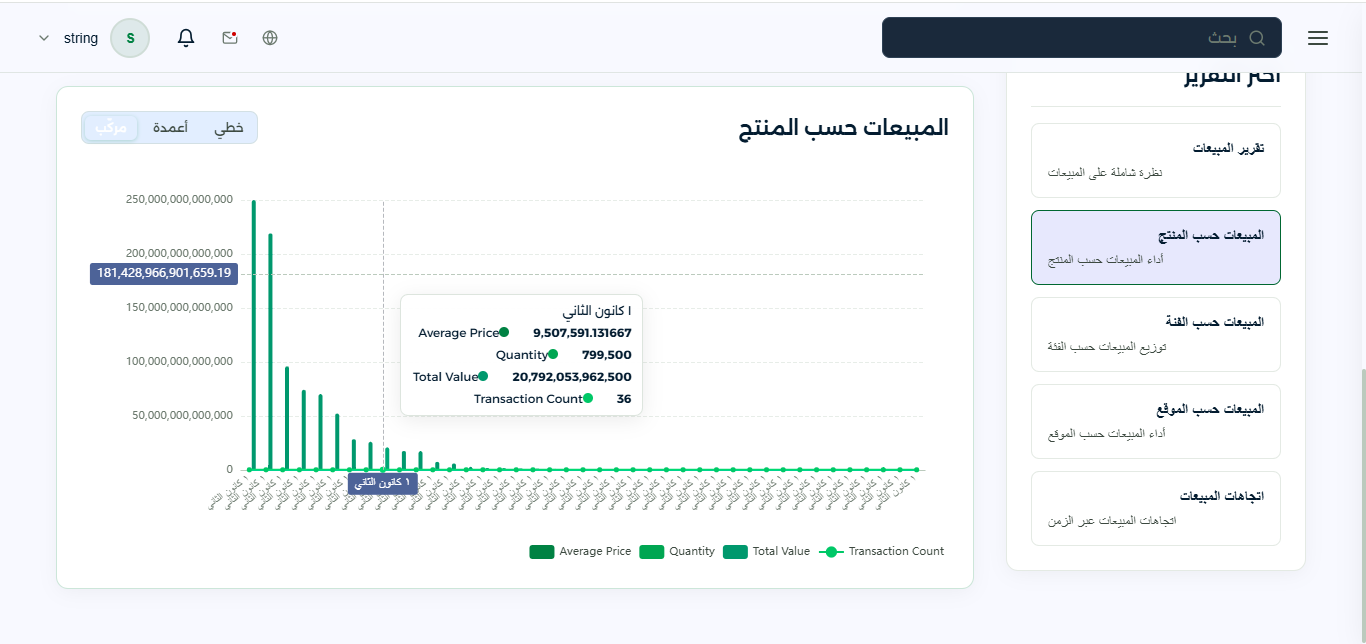 بحث
string
S
أكثر التقرير
تقرير المبيعات
نظرة شاملة على المبيعات
المبيعات حسب المنتج
أداء المبيعات حسب المنتج
المبيعات حسب الفئة
توزيع المبيعات حسب الفئة
المبيعات حسب الموقع
أداء المبيعات حسب الموقع
اتجاهات المبيعات
اتجاهات المبيعات عبر الزمن
المبيعات حسب المنتج
خطي أعمدة مركّب
250,000,000,000,000
200,000,000,000,000
181,428,966,901,659.19
150,000,000,000,000
100,000,000,000,000
50,000,000,000,000
0
١ كانون الثاني
Average Price 9,507,591.131667
Quantity 799,500
Total Value 20,792,053,962,500
Transaction Count 36
١ كانون الثاني
Average Price Quantity Total Value Transaction Count